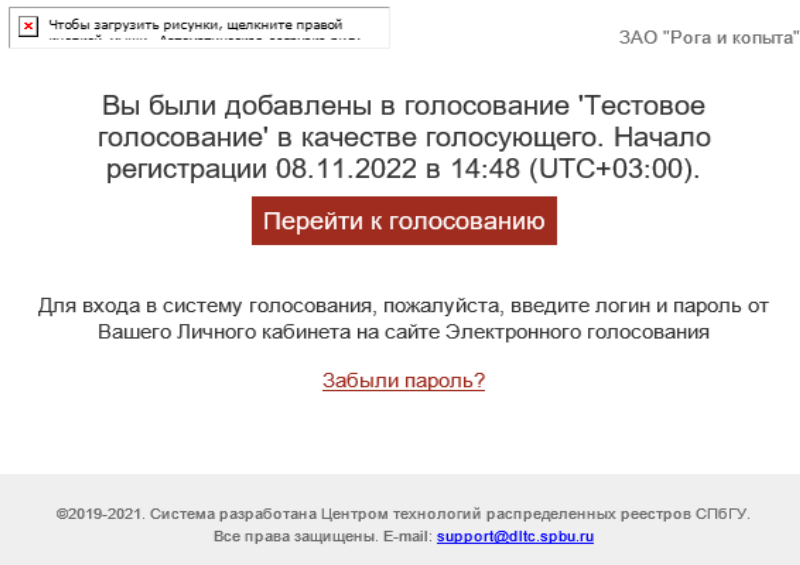 Чтобы загрузить рисунки, щелкните правой
ЗАО "Рога и копыта"
Вы были добавлены в голосование 'Тестовое
голосование' в качестве голосующего. Начало
регистрации 08.11.2022 в 14:48 (UTC+03:00).
Перейти к голосованию
Для входа в систему голосования, пожалуйста, введите логин и пароль от
Вашего Личного кабинета на сайте Электронного голосования
Забыли пароль?
©2019-2021. Система разработана Центром технологий распределенных реестров СПбГУ.
Все права защищены. E-mail: support@dltc.spbu.ru